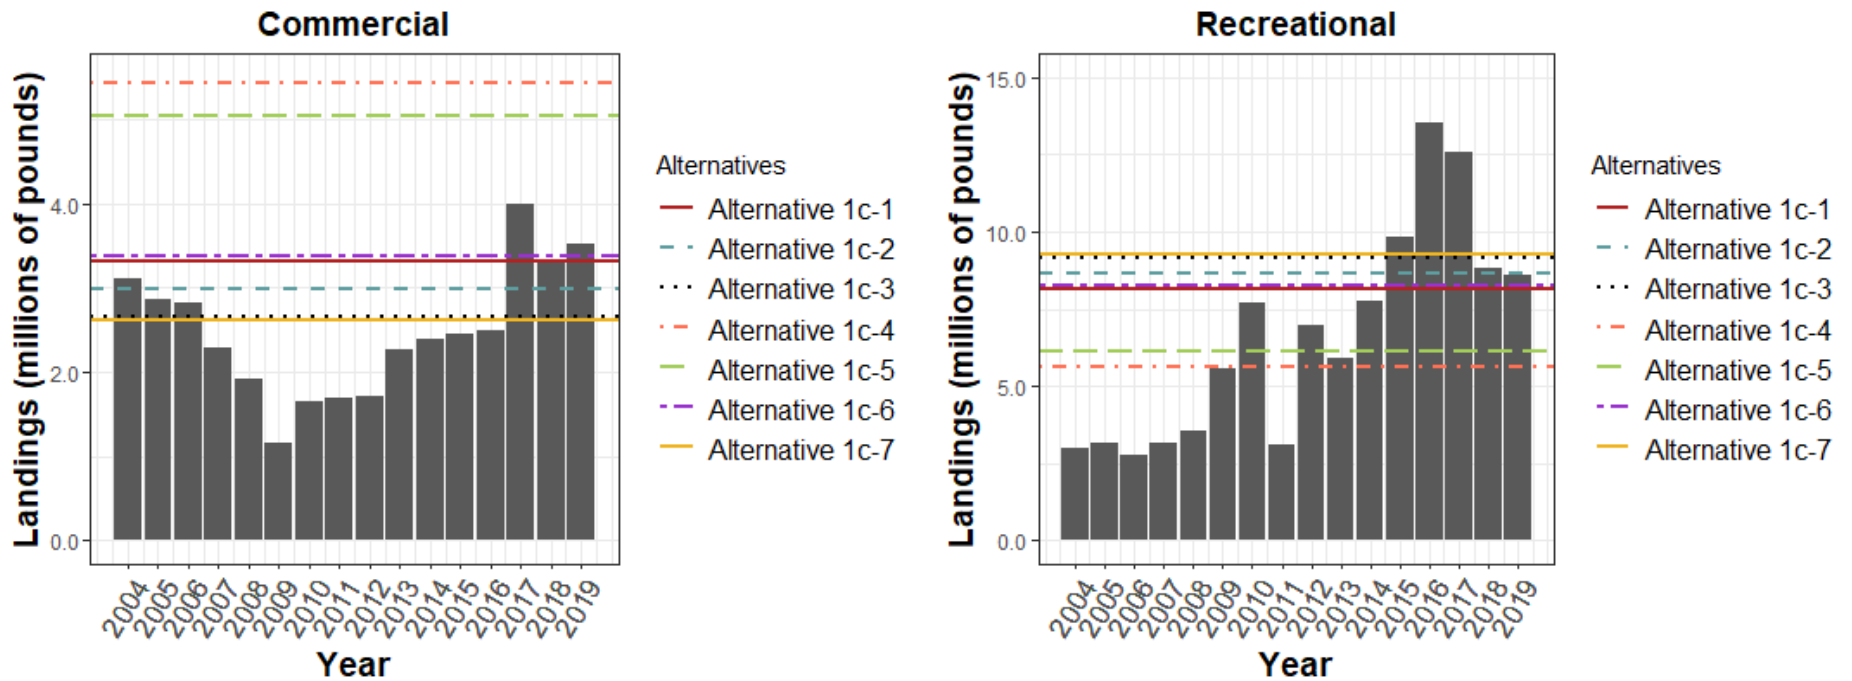 Commercial
Landings (millions of pounds)
4.0
2.0
0.0
2004
2005
2006
2007
2008
2009
2010
2011
2012
2013
2014
2015
2016
2017
2018
2019
Year
Alternatives
Alternative 1c-1
Alternative 1c-2
Alternative 1c-3
Alternative 1c-4
Alternative 1c-5
Alternative 1c-6
Alternative 1c-7
Recreational
Landings (millions of pounds)
15.0
10.0
5.0
0.0
2004
2005
2006
2007
2008
2009
2010
2011
2012
2013
2014
2015
2016
2017
2018
2019
Year
Alternatives
Alternative 1c-1
Alternative 1c-2
Alternative 1c-3
Alternative 1c-4
Alternative 1c-5
Alternative 1c-6
Alternative 1c-7